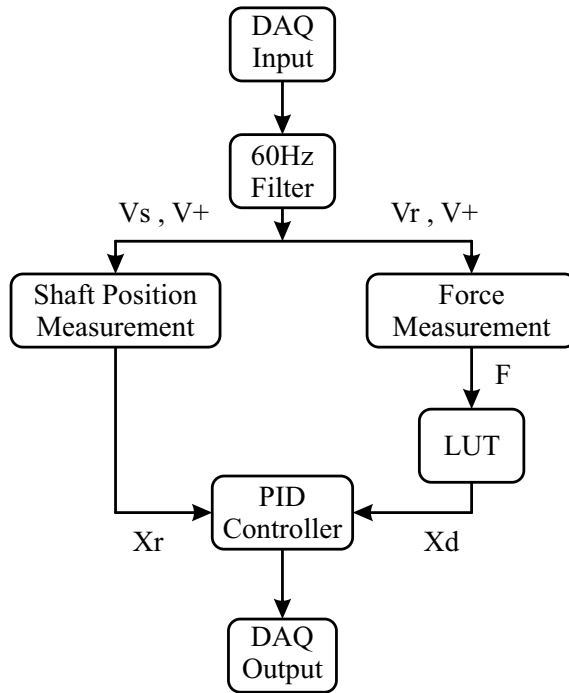 DAQ
Input
60Hz
Filter
Vs , V+
Vr , V+
Shaft Position
Measurement
Force
Measurement
F
LUT
PID
Controller
Xr
Xd
DAQ
Output